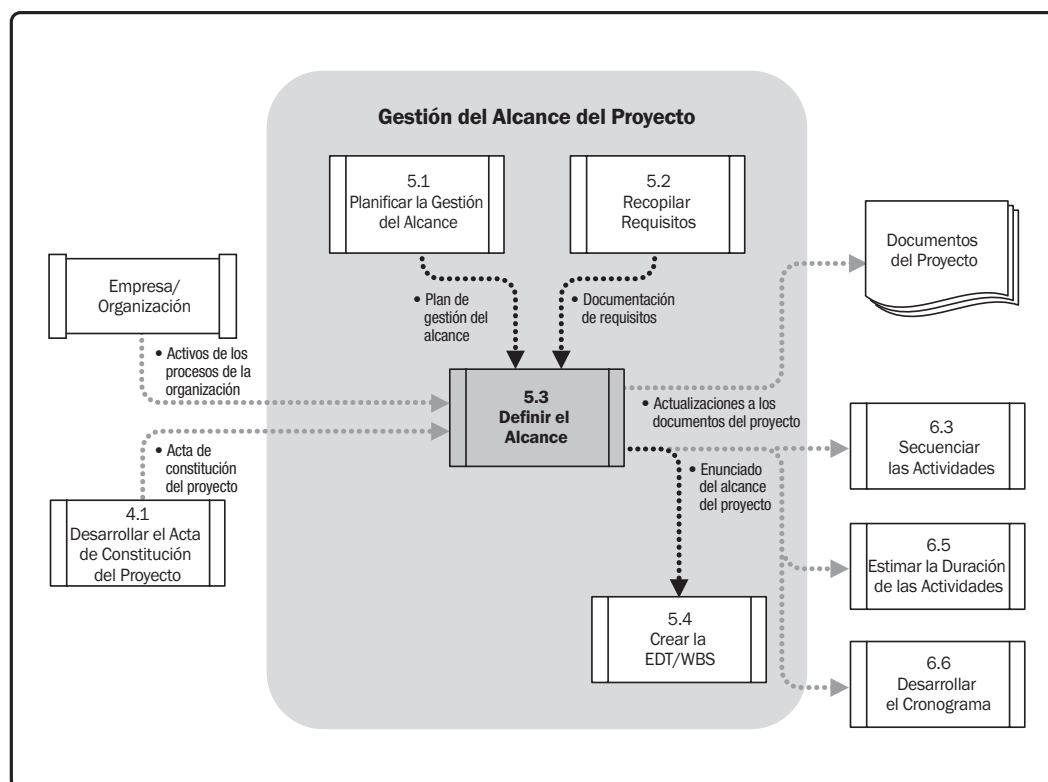 Gestión del Alcance del Proyecto
5.1
Planificar la Gestión
del Alcance
5.2
Recopilar
Requisitos
Documentos
del Proyecto
Empresa/
Organización
• Plan de
gestión del
alcance
• Documentación
de requisitos
• Activos de los
procesos de la
organización
5.3
Definir el
Alcance
• Actualizaciones a los
documentos del proyecto
6.3
Secuenciar
las Actividades
• Acta de
constitución
del proyecto
• Enunciado
del alcance
del proyecto
4.1
Desarrollar el Acta
de Constitución
del Proyecto
6.5
Estimar la Duración
de las Actividades
5.4
Crear la
EDT/WBS
6.6
Desarrollar
el Cronograma